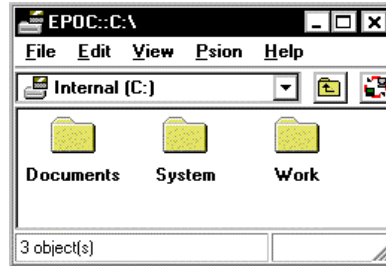 EPOC::C:\
File Edit View Psion Help
Internal (C:)
Documents System Work
3 object(s)